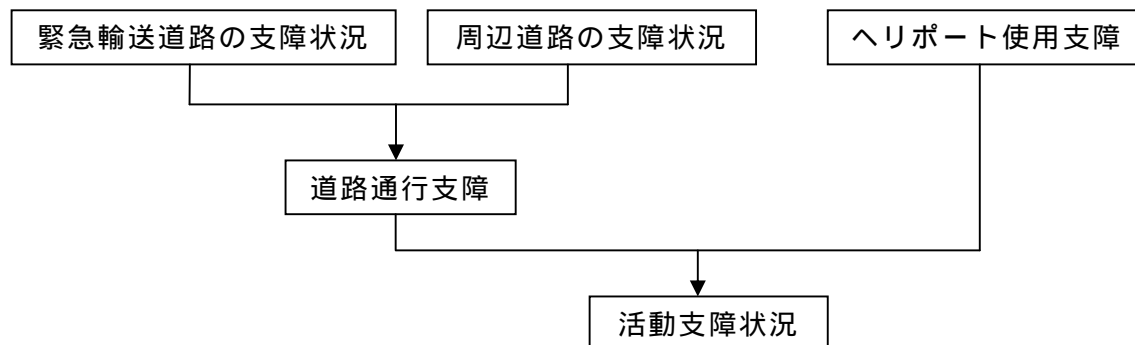 緊急輸送道路の支障状況
周辺道路の支障状況
ヘリポート使用支障
道路通行支障
活動支障状況